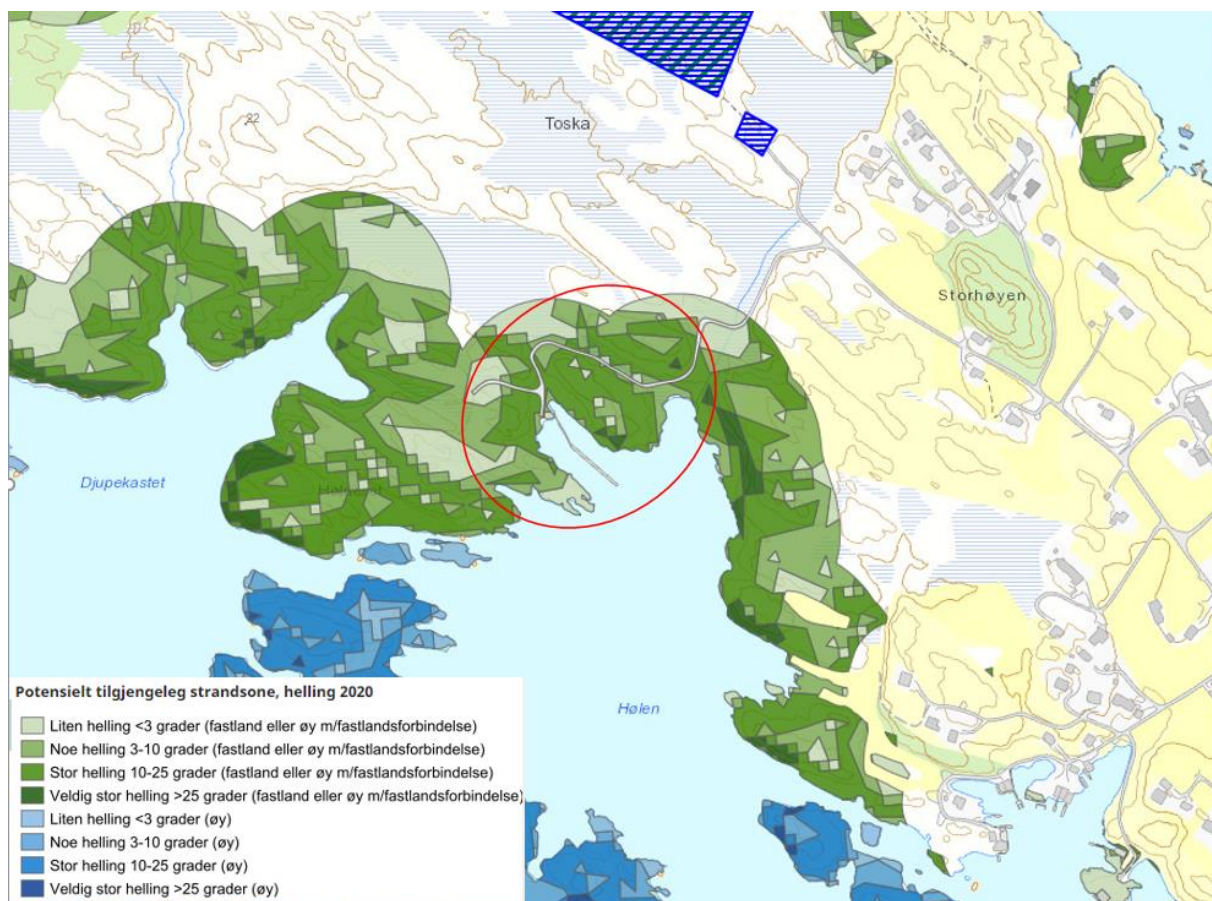 22
Toska
Storhøyen
Djupekastet
Hølen
Potensielt tilgjengeleg strandsone, helling 2020
Liten helling <3 grader (fastland eller øy m/fastlandsforbindelse)
Noe helling 3-10 grader (fastland eller øy m/fastlandsforbindelse)
Stor helling 10-25 grader (fastland eller øy m/fastlandsforbindelse)
Veldig stor helling >25 grader (fastland eller øy m/fastlandsforbindelse)
Liten helling <3 grader (øy)
Noe helling 3-10 grader (øy)
Stor helling 10-25 grader (øy)
Veldig stor helling >25 grader (øy)